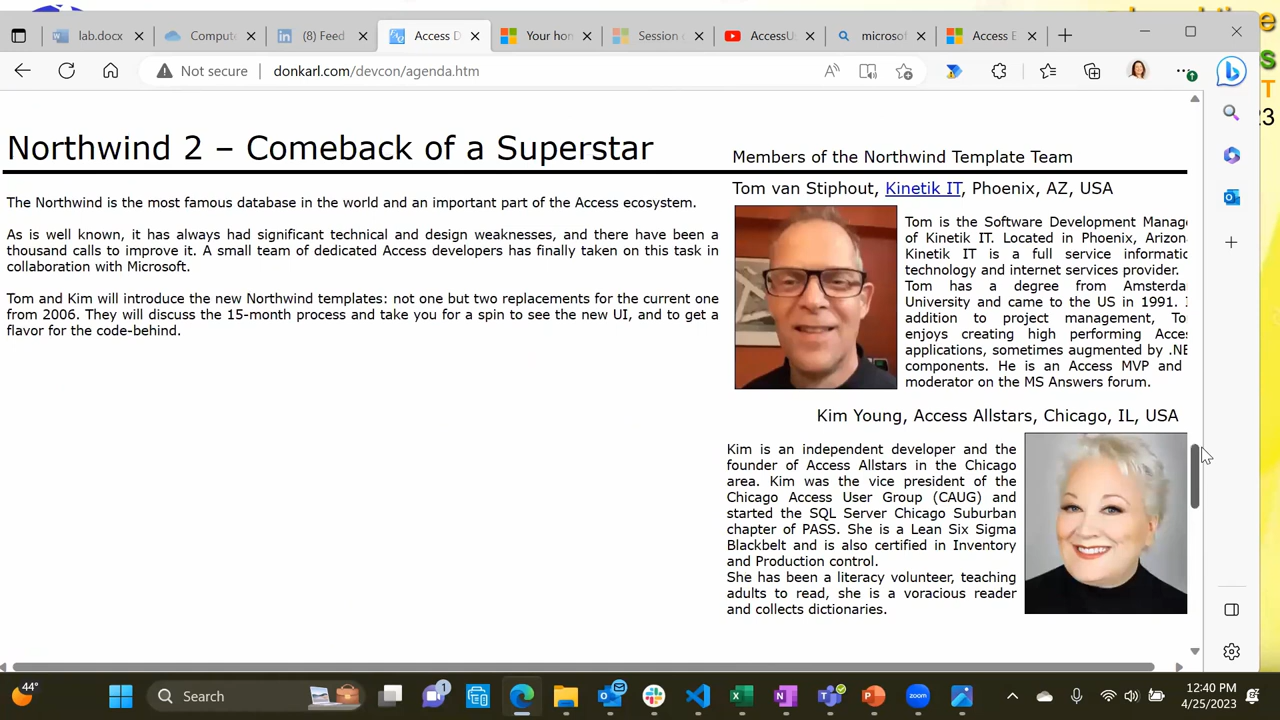 lab.docx
Compute
(8) Feed
Access D
Your ho
Session
AccessU
microsof
Access E
Not secure
donkarl.com/devcon/agenda.htm
Northwind 2 – Comeback of a Superstar
The Northwind is the most famous database in the world and an important part of the Access ecosystem.
As is well known, it has always had significant technical and design weaknesses, and there have been a
thousand calls to improve it. A small team of dedicated Access developers has finally taken on this task in
collaboration with Microsoft.
Tom and Kim will introduce the new Northwind templates: not one but two replacements for the current one
from 2006. They will discuss the 15-month process and take you for a spin to see the new UI, and to get a
flavor for the code-behind.
Members of the Northwind Template Team
Tom van Stiphout, Kinetik IT, Phoenix, AZ, USA
Tom is the Software Development Manage
of Kinetik IT. Located in Phoenix, Arizon
Kinetik IT is a full service informatio
technology and internet services provider.
Tom has a degree from Amsterda
University and came to the US in 1991. I
addition to project management, To
enjoys creating high performing Acces
applications, sometimes augmented by .NE
components. He is an Access MVP and
moderator on the MS Answers forum.
Kim Young, Access Allstars, Chicago, IL, USA
Kim is an independent developer and the
founder of Access Allstars in the Chicago
area. Kim was the vice president of the
Chicago Access User Group (CAUG) and
started the SQL Server Chicago Suburban
chapter of PASS. She is a Lean Six Sigma
Blackbelt and is also certified in Inventory
and Production control.
She has been a literacy volunteer, teaching
adults to read, she is a voracious reader
and collects dictionaries.
44°
Search
1
zoom
12:40 PM
4/25/2023